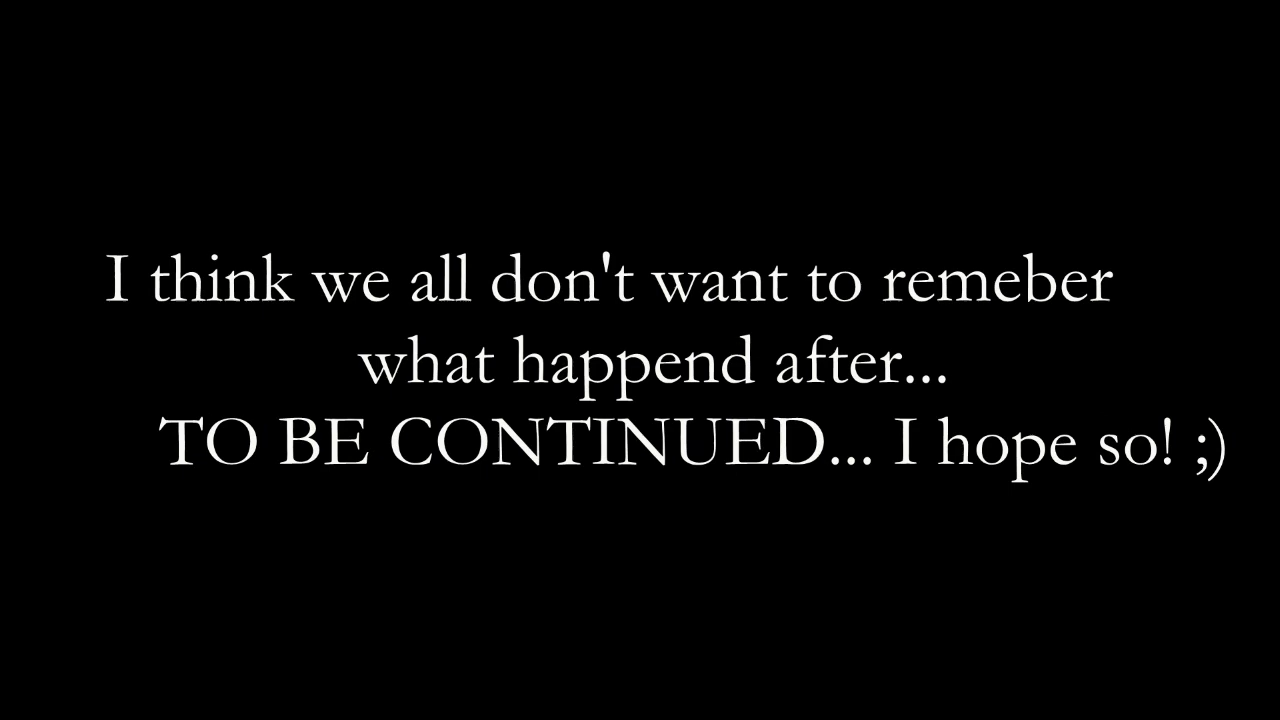 I think we all don't want to remeber
what happend after...
TO BE CONTINUED... I hope so! ;)